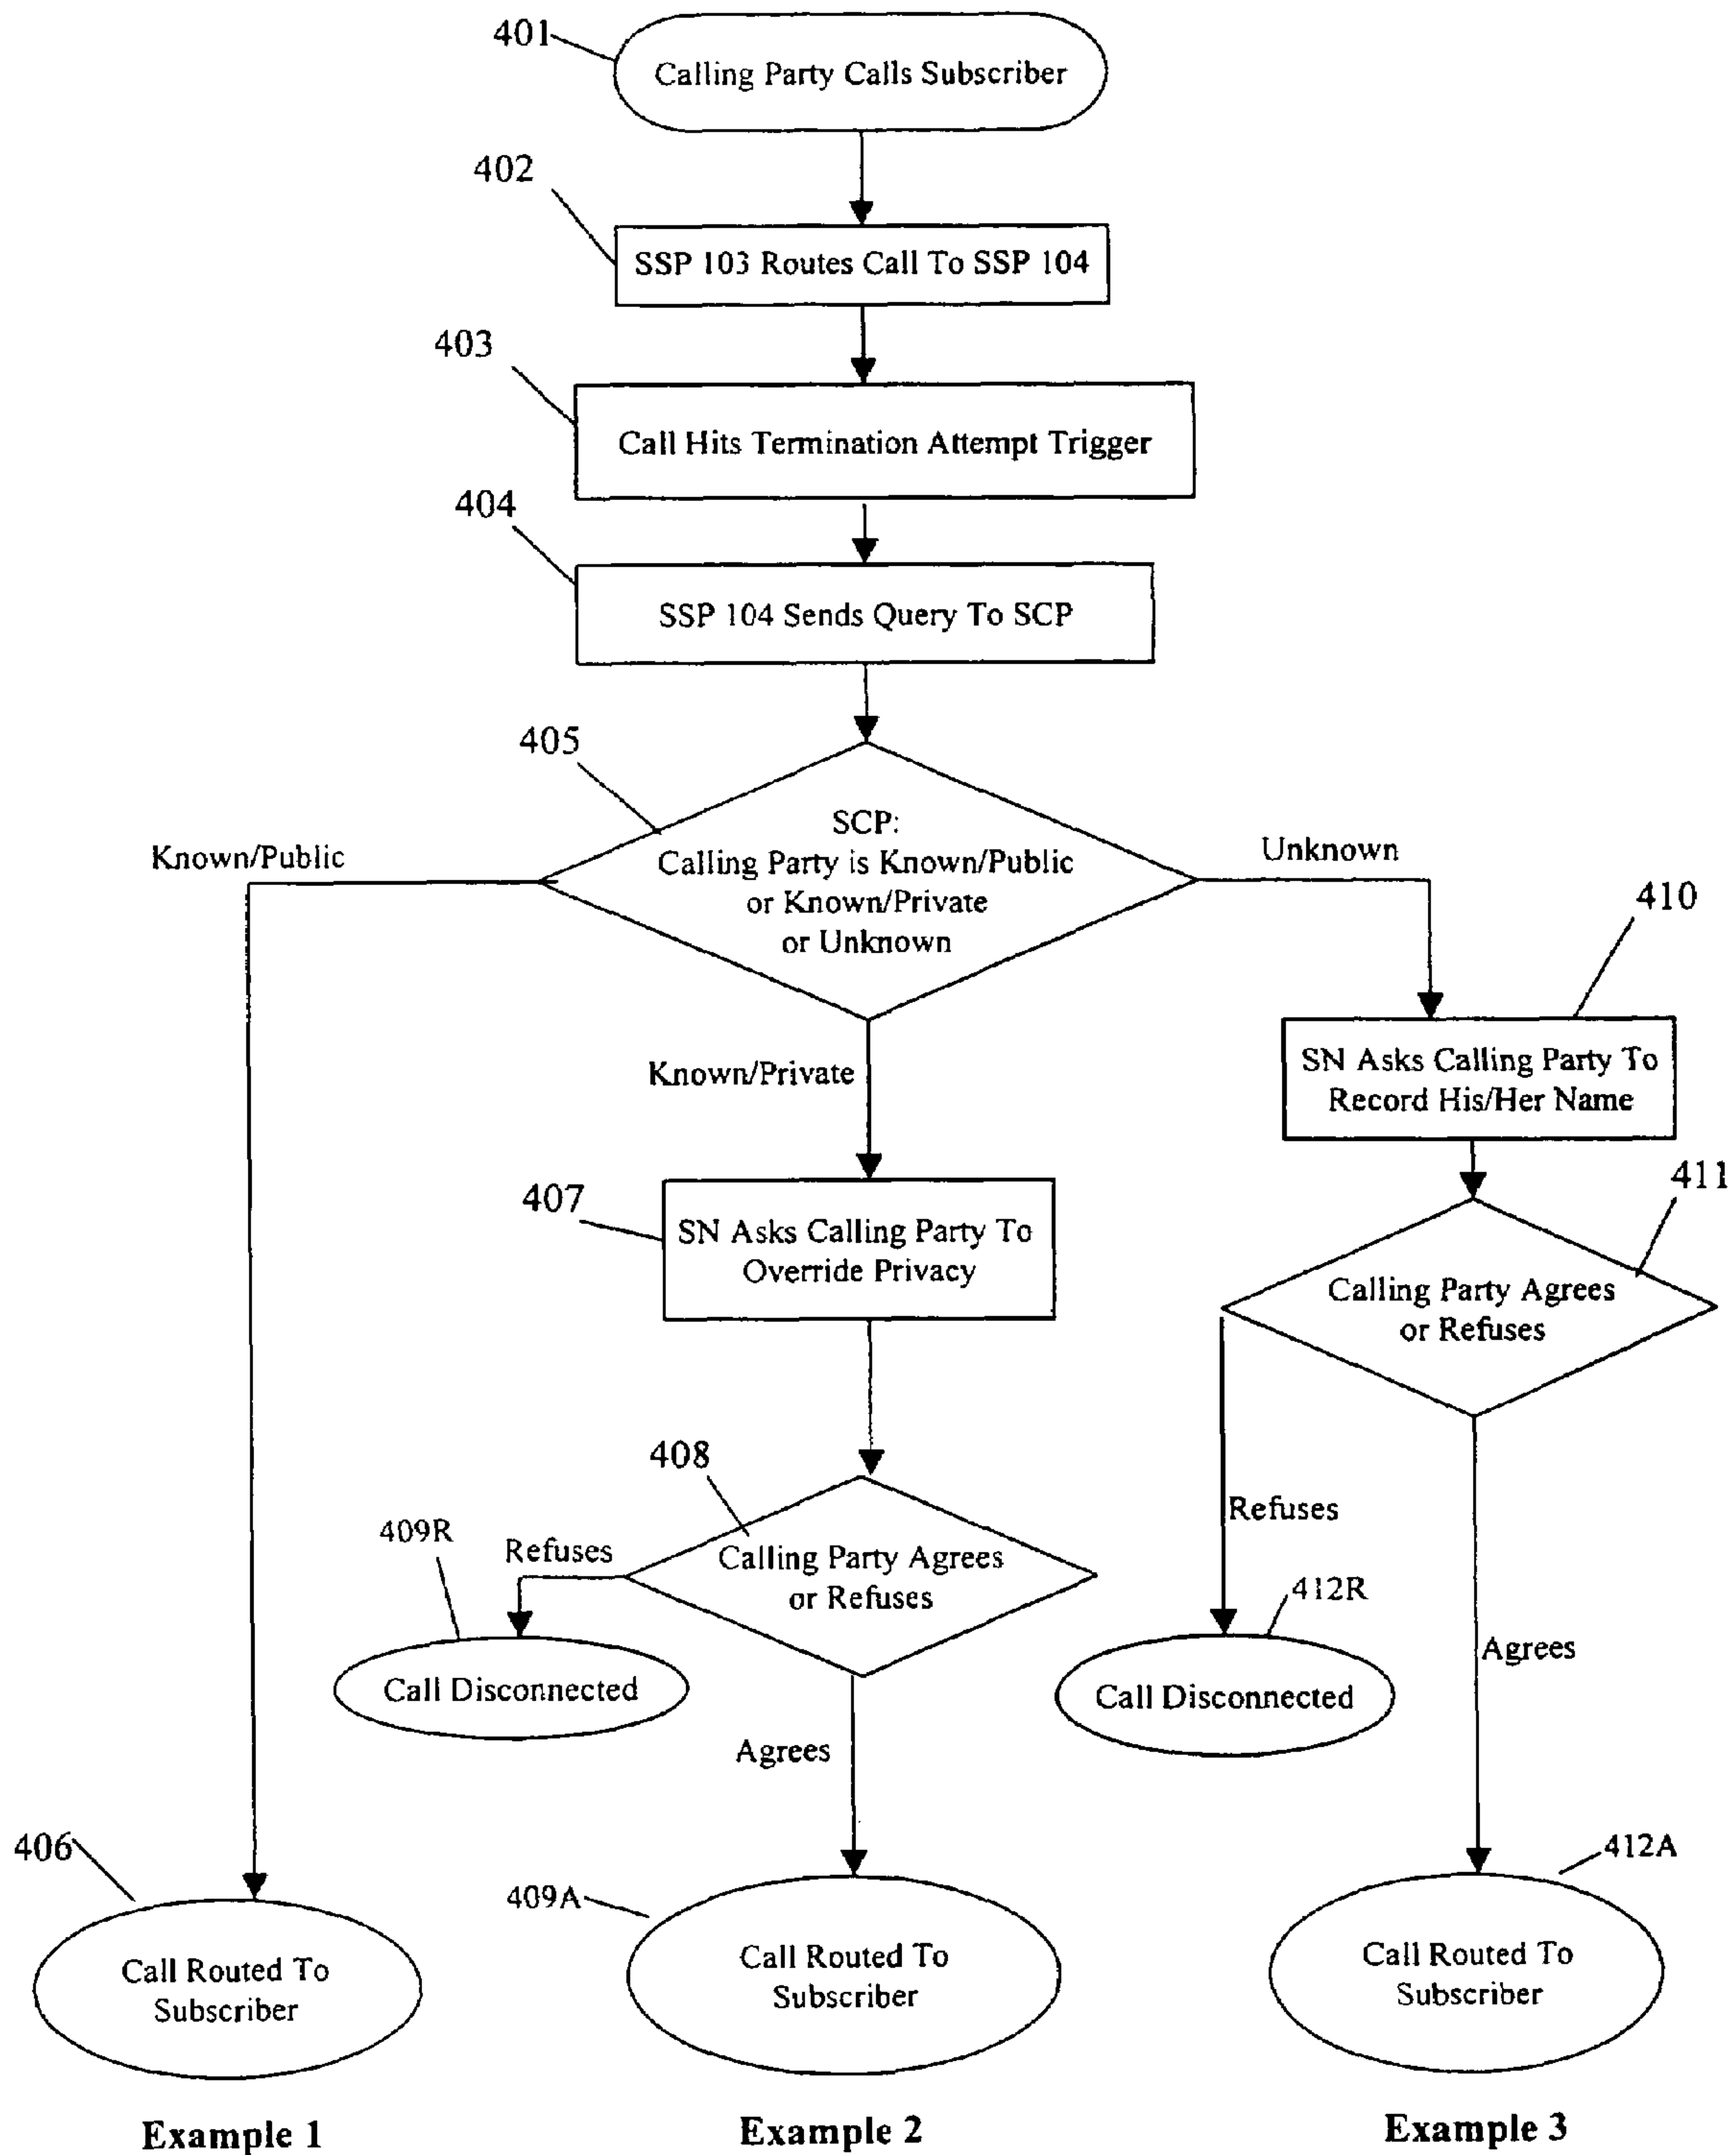 401
Calling Party Calls Subscriber
402
SSP 103 Routes Call To SSP 104
403
Call Hits Termination Attempt Trigger
404
SSP 104 Sends Query To SCP
405
SCP:
Calling Party is Known/Public
or Known/Private
or Unknown
Known/Public
Unknown
Known/Private
410
SN Asks Calling Party To
Record His/Her Name
407
SN Asks Calling Party To
Override Privacy
411
Calling Party Agrees
or Refuses
408
Calling Party Agrees
or Refuses
409R
Refuses
Call Disconnected
Refuses
412R
Call Disconnected
Agrees
Agrees
406
Call Routed To
Subscriber
409A
Call Routed To
Subscriber
412A
Call Routed To
Subscriber
Example 1
Example 2
Example 3